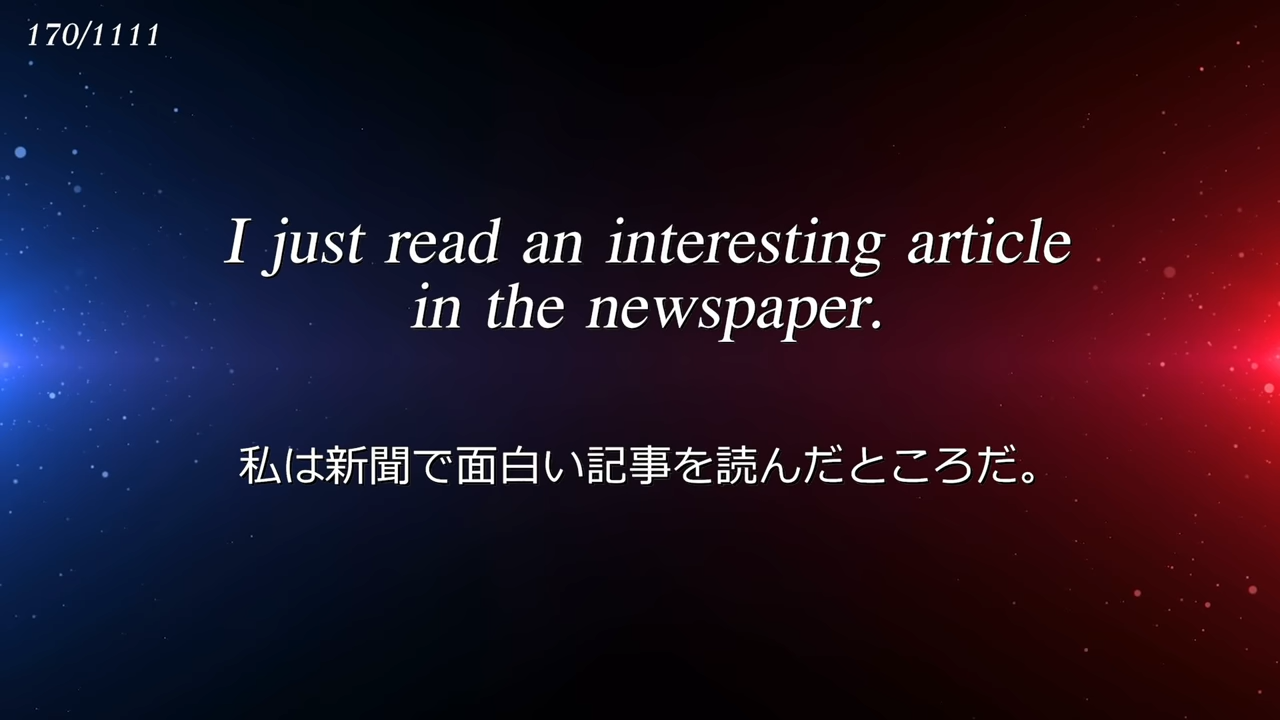 170/1111
I just read an interesting article
in the newspaper.
私は新聞で面白い記事を読んだところだ。